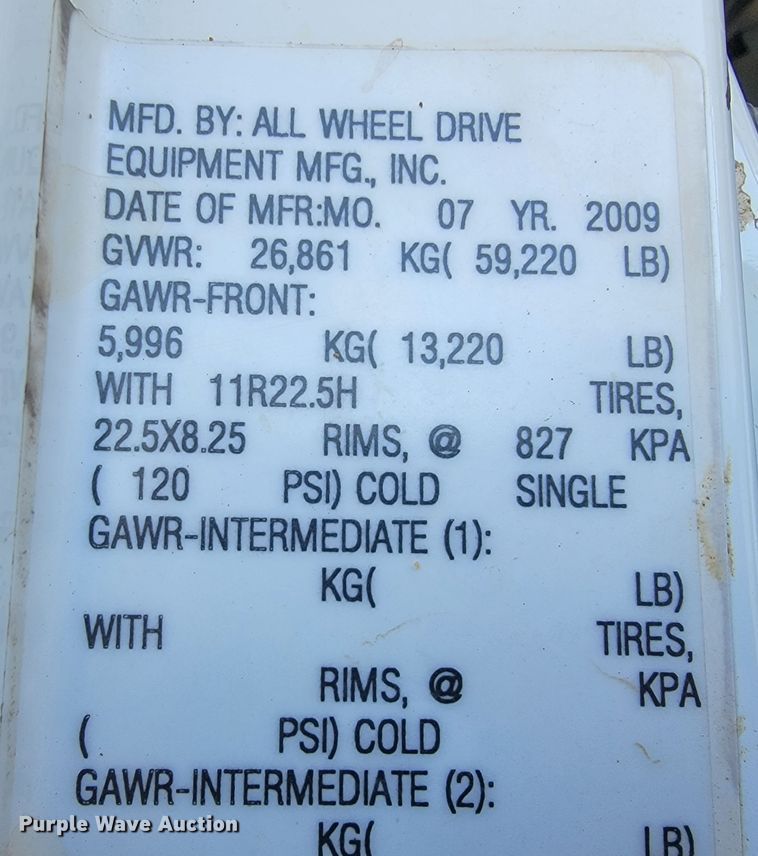 MFD. BY: ALL WHEEL DRIVE
EQUIPMENT MFG., INC.
DATE OF MFR:MO. 07 YR. 2009
GVWR: 26,861 KG( 59,220 LB)
GAWR-FRONT:
5,996 KG( 13,220 LB)
WITH 11R22.5H TIRES,
22.5X8.25 RIMS, @ 827 KPA
( 120 PSI) COLD SINGLE
GAWR-INTERMEDIATE (1):
KG( LB)
WITH TIRES,
RIMS, @ KPA
( PSI) COLD
GAWR-INTERMEDIATE (2):
KG( LB)
Purple Wave Auction